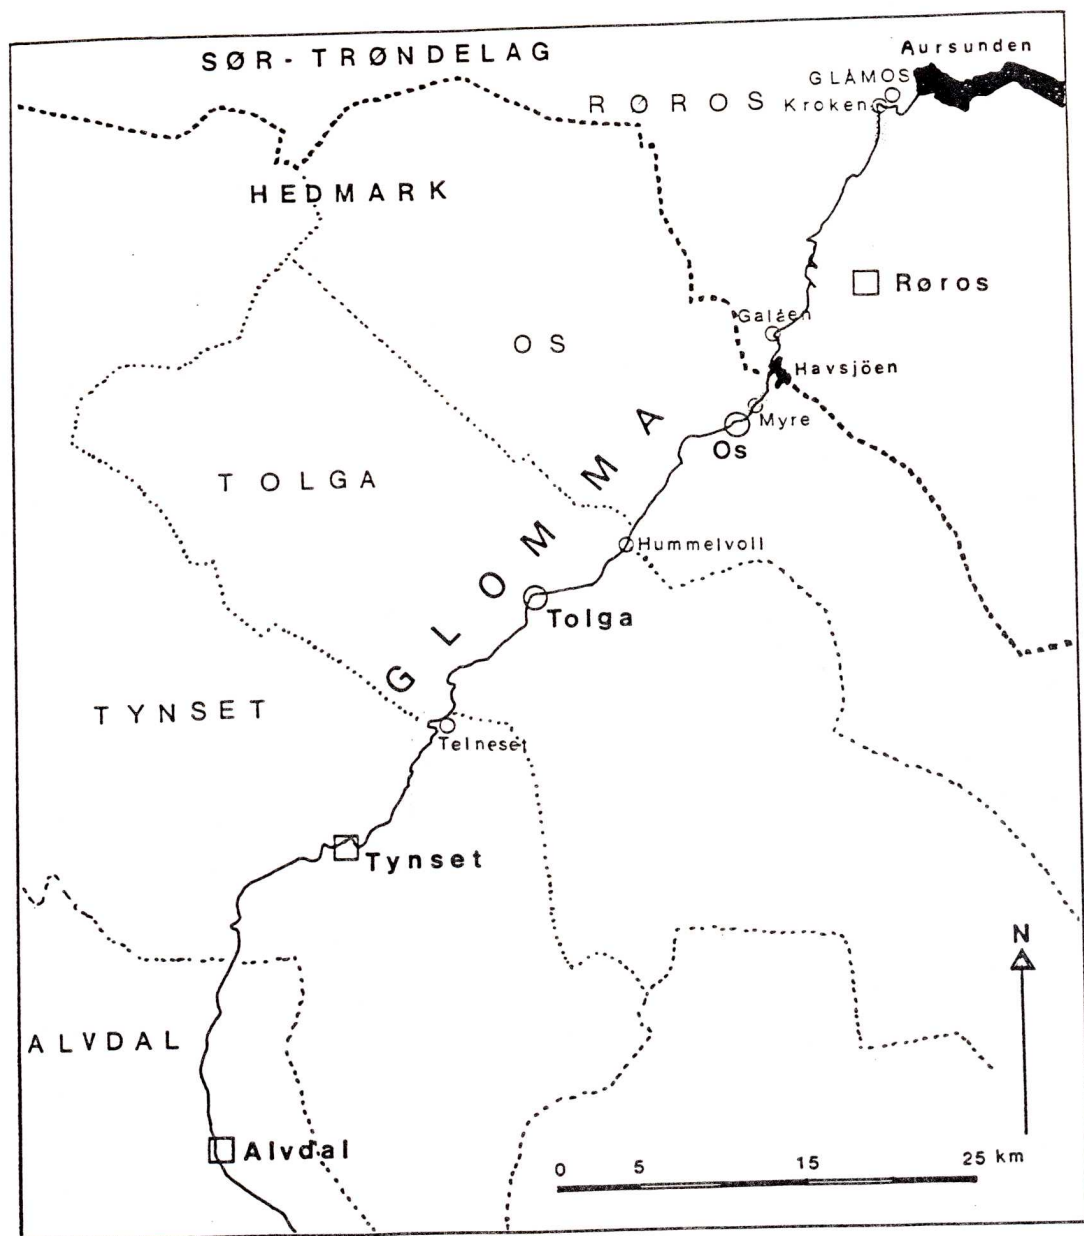 SØR-TRØNDELAG
Aursunden
GLÅMOS
RØROS
Kroken
HEDMARK
Røros
Galåen
OS
Havsjöen
Myre
Os
TOLGA
GLOMMA
Hummelvoll
Tolga
TYNSET
Telneset
Tynset
N
ALVDAL
Alvdal
0 5 15 25 km